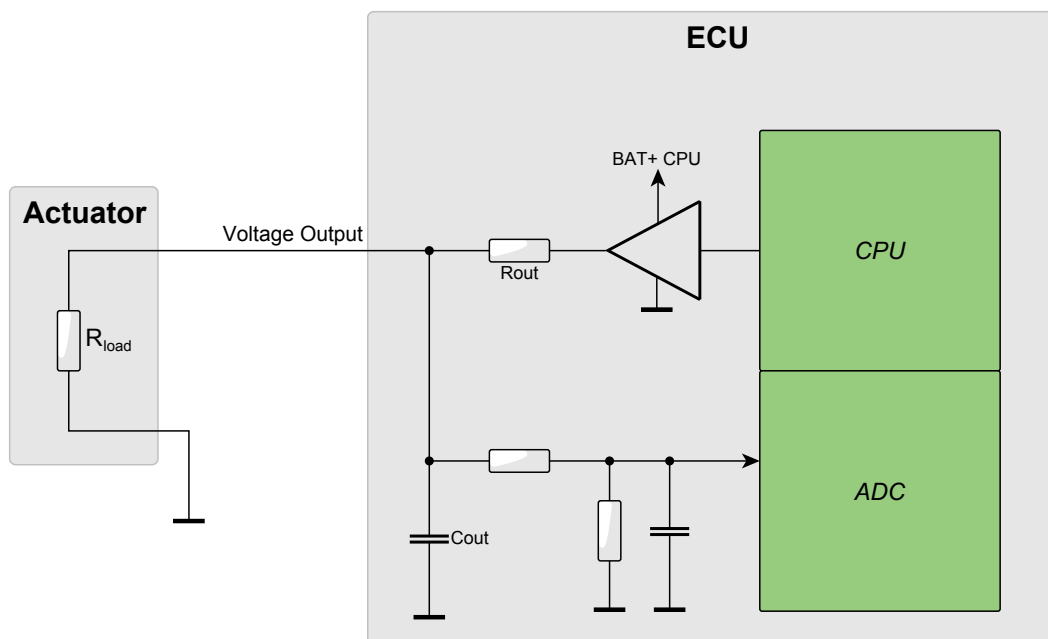 ECU
BAT+ CPU
Actuator
Voltage Output
Rout
CPU
Rload
Cout
ADC